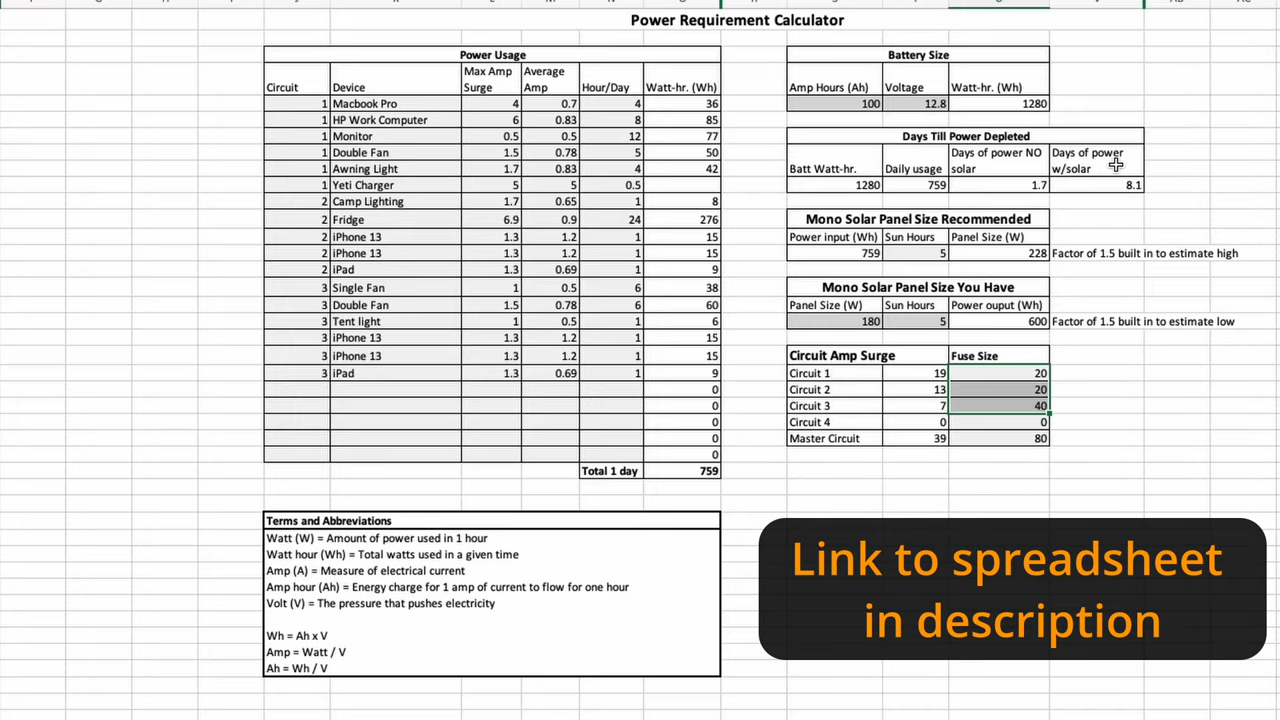 Power Requirement Calculator
Power Usage
Circuit Device Max Amp Surge Average Amp Hour/Day Watt-hr. (Wh)
1 Macbook Pro 4 0.7 4 36
1 HP Work Computer 6 0.83 8 85
1 Monitor 0.5 0.5 12 77
1 Double Fan 1.5 0.78 5 50
1 Awning Light 1.7 0.83 4 42
1 Yeti Charger 5 5 0.5
2 Camp Lighting 1.7 0.65 1 8
2 Fridge 6.9 0.9 24 276
2 iPhone 13 1.3 1.2 1 15
2 iPhone 13 1.3 1.2 1 15
2 iPad 1.3 0.69 1 9
3 Single Fan 1 0.5 6 38
3 Double Fan 1.5 0.78 6 60
3 Tent light 1 0.5 1 6
3 iPhone 13 1.3 1.2 1 15
3 iPhone 13 1.3 1.2 1 15
3 iPad 1.3 0.69 1 9
0
0
0
0
0
Total 1 day 759
Battery Size
Amp Hours (Ah) Voltage Watt-hr. (Wh)
100 12.8 1280
Days Till Power Depleted
Batt Watt-hr. Daily usage Days of power NO solar Days of power w/solar
1280 759 1.7 8.1
Mono Solar Panel Size Recommended
Power input (Wh) Sun Hours Panel Size (W)
759 5 228 Factor of 1.5 built in to estimate high
Mono Solar Panel Size You Have
Panel Size (W) Sun Hours Power ouput (Wh)
180 5 600 Factor of 1.5 built in to estimate low
Circuit Amp Surge Fuse Size
Circuit 1 19 20
Circuit 2 13 20
Circuit 3 7 40
Circuit 4 0 0
Master Circuit 39 80
Terms and Abbreviations
Watt (W) = Amount of power used in 1 hour
Watt hour (Wh) = Total watts used in a given time
Amp (A) = Measure of electrical current
Amp hour (Ah) = Energy charge for 1 amp of current to flow for one hour
Volt (V) = The pressure that pushes electricity
Wh = Ah x V
Amp = Watt / V
Ah = Wh / V
Link to spreadsheet
in description